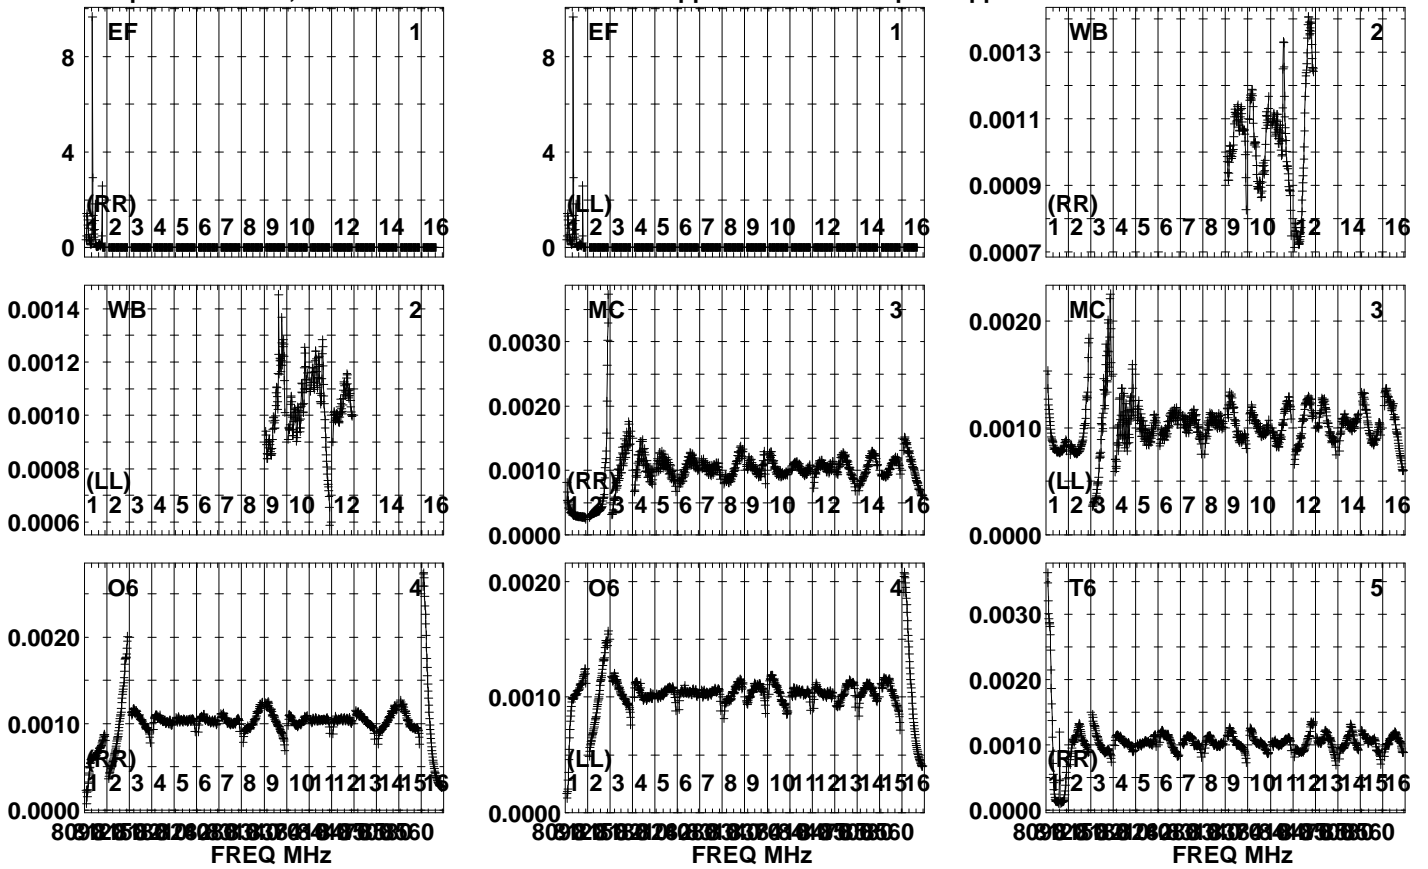 EF 1
8
4
0
(RR)
2 3 4 5 6 7 8 9 10 12 14 16
EF 1
8
4
0
(LL)
2 3 4 5 6 7 8 9 10 12 14 16
WB 2
0.0013
0.0011
0.0009
0.0007
(RR)
1 2 3 4 5 6 7 8 9 10 12 14 16
WB 2
0.0014
0.0012
0.0010
0.0008
0.0006
(LL)
1 2 3 4 5 6 7 8 9 10 12 14 16
MC 3
0.0030
0.0020
0.0010
0.0000
(RR)
1 2 3 4 5 6 7 8 9 10 12 14 16
MC 3
0.0020
0.0010
0.0000
(LL)
1 2 3 4 5 6 7 8 9 10 12 14 16
O6 4
0.0020
0.0010
0.0000
(RR)
1 2 3 4 5 6 7 8 9 10 11 12 13 14 15 16
FREQ MHz
O6 4
0.0020
0.0010
0.0000
(LL)
1 2 3 4 5 6 7 8 9 10 11 12 13 14 15 16
FREQ MHz
T6 5
0.0030
0.0020
0.0010
0.0000
(RR)
1 2 3 4 5 6 7 8 9 10 11 12 13 14 15 16
FREQ MHz